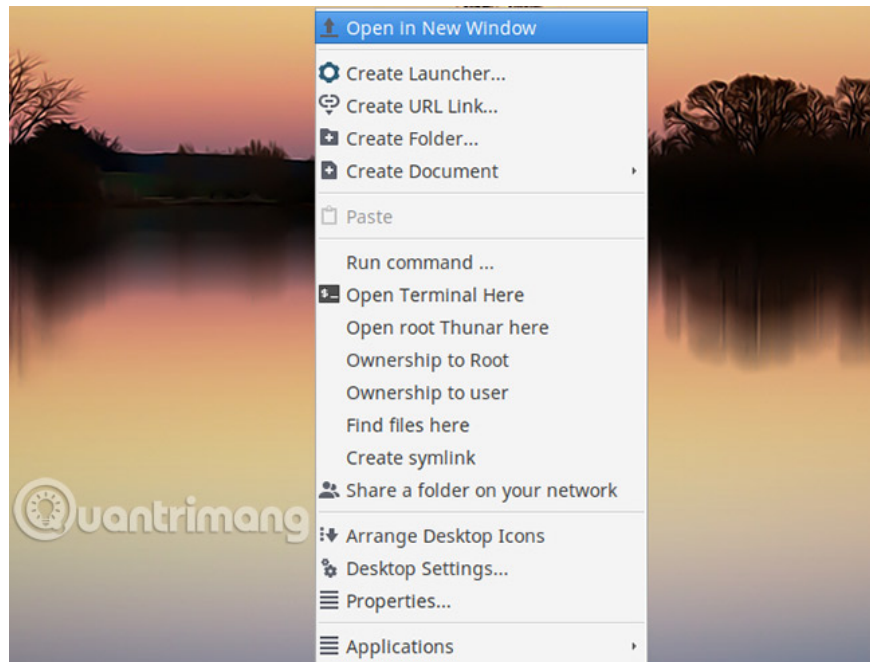 Open in New Window
Create Launcher...
Create URL Link...
Create Folder...
Create Document
Paste
Run command ...
Open Terminal Here
Open root Thunar here
Ownership to Root
Ownership to user
Find files here
Create symlink
Share a folder on your network
Quantrimang
Arrange Desktop Icons
Desktop Settings...
Properties...
Applications